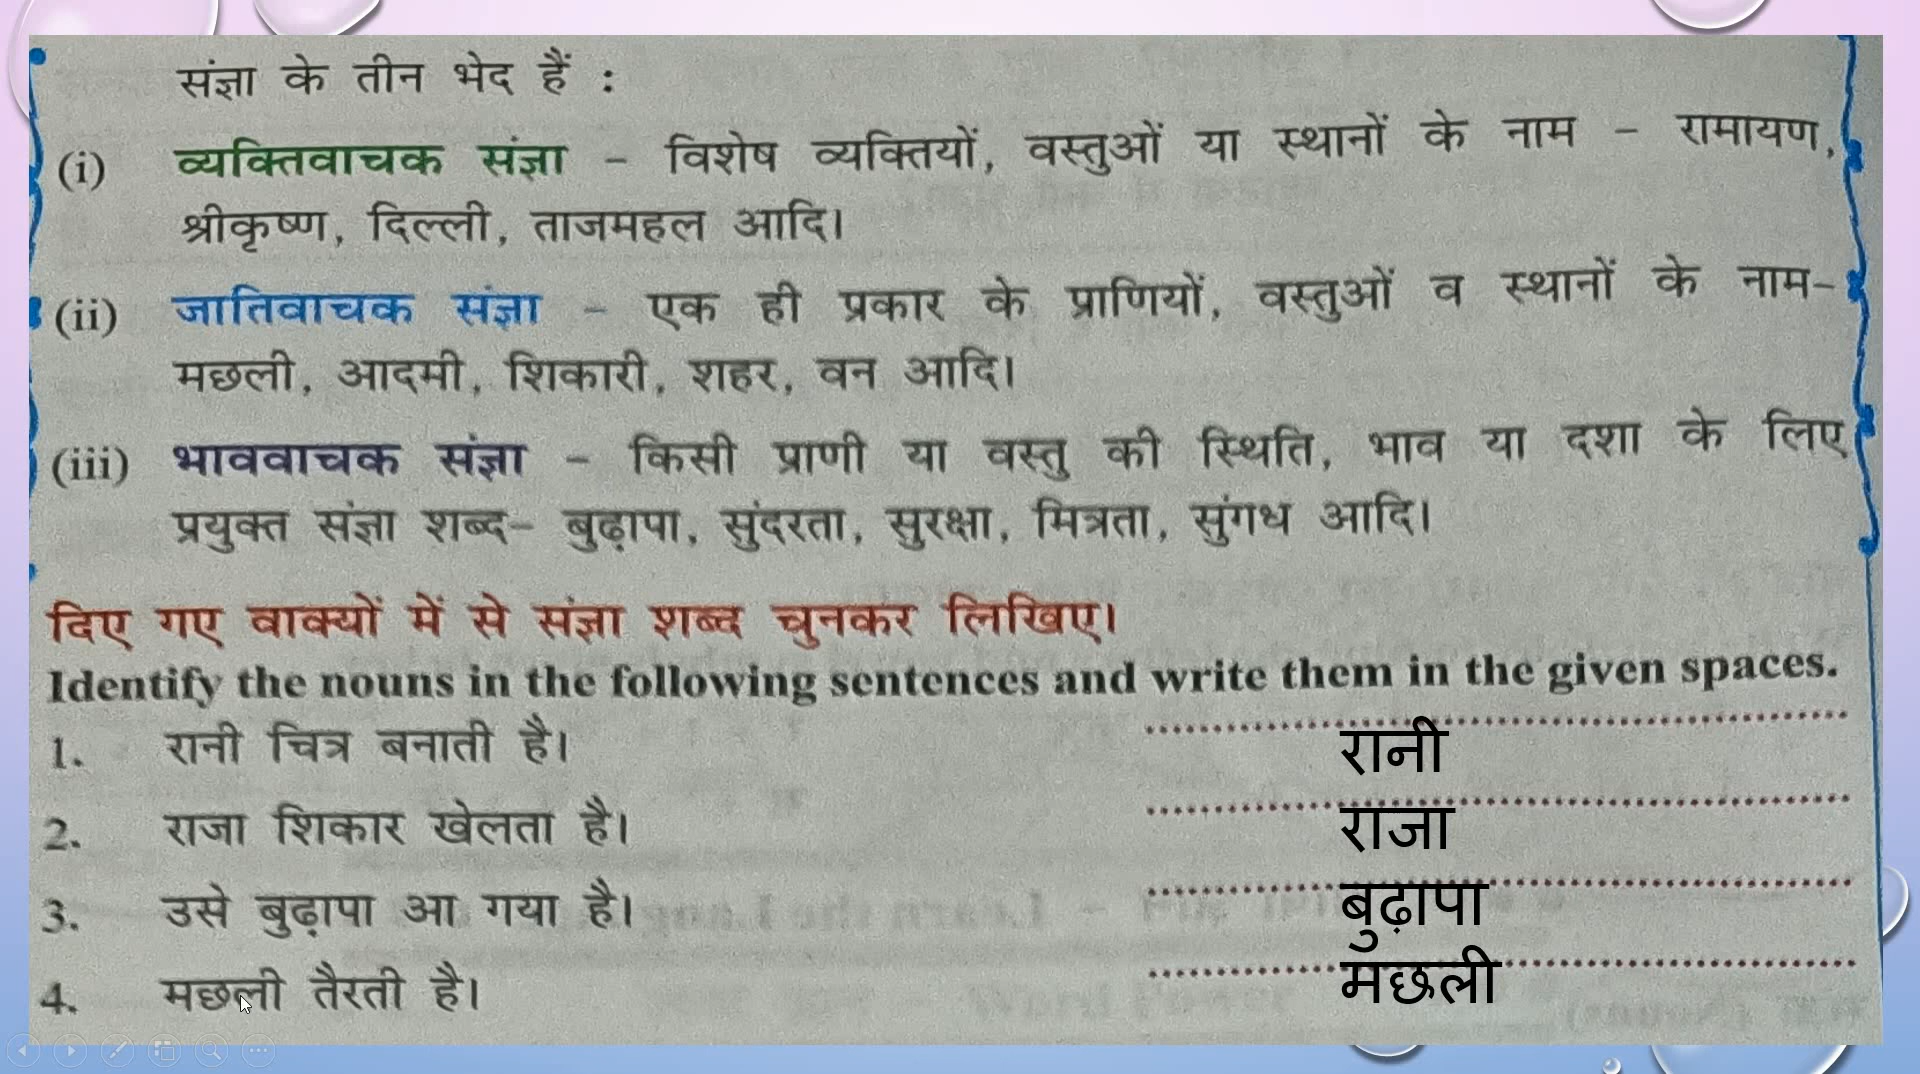 संज्ञा के तीन भेद हैं :
(i) व्यक्तिवाचक संज्ञा - विशेष व्यक्तियों, वस्तुओं या स्थानों के नाम - रामायण,
श्रीकृष्ण, दिल्ली, ताजमहल आदि।
(ii) जातिवाचक संज्ञा - एक ही प्रकार के प्राणियों, वस्तुओं व स्थानों के नाम-
मछली, आदमी, शिकारी, शहर, वन आदि।
(iii) भाववाचक संज्ञा - किसी प्राणी या वस्तु की स्थिति, भाव या दशा के लिए
प्रयुक्त संज्ञा शब्द- बुढ़ापा, सुंदरता, सुरक्षा, मित्रता, सुंगध आदि।
दिए गए वाक्यों में से संज्ञा शब्द चुनकर लिखिए।
Identify the nouns in the following sentences and write them in the given spaces.
1. रानी चित्र बनाती है। रानी
2. राजा शिकार खेलता है। राजा
3. उसे बुढ़ापा आ गया है। बुढ़ापा
4. मछली तैरती है। मछली